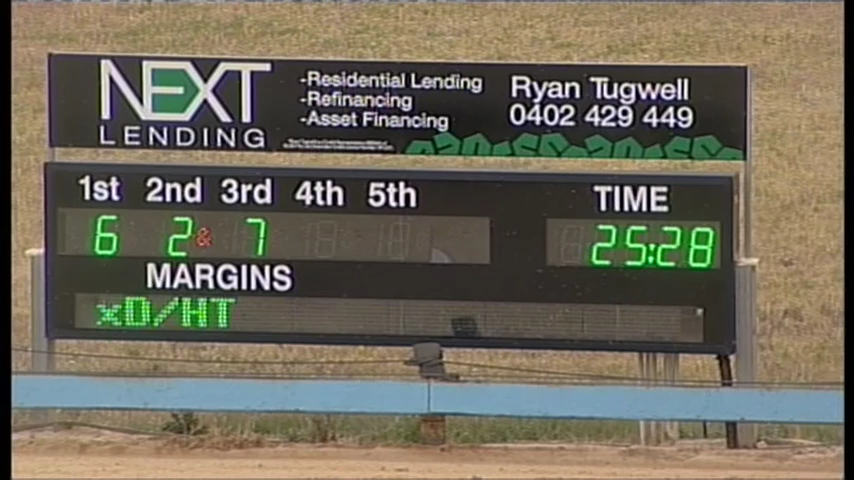 NEXT
LENDING
-Residential Lending
-Refinancing
-Asset Financing
Ryan Tugwell
0402 429 449
1st 2nd 3rd 4th 5th TIME
6 2 & 7 25:28
MARGINS
xD/HT